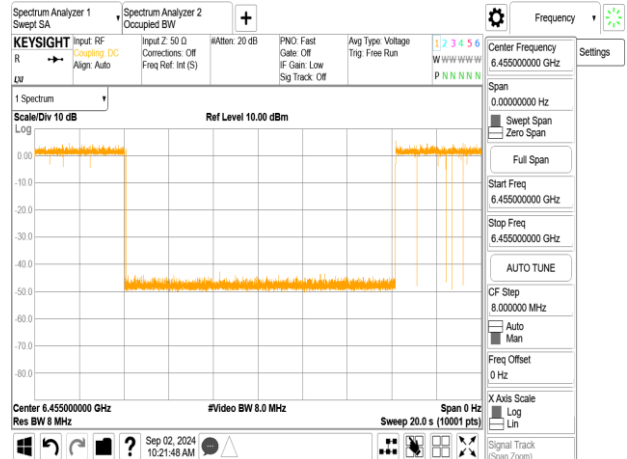 Spectrum Analyzer 1
Swept SA
Spectrum Analyzer 2
Occupied BW
+
Frequency
KEYSIGHT
R
Input: RF
Coupling: DC
Align: Auto
Input Z: 50 Ω
Corrections: Off
Freq Ref: Int (S)
#Atten: 20 dB
PNO: Fast
Gate: Off
IF Gain: Low
Sig Track: Off
Avg Type: Voltage
Trig: Free Run
1 2 3 4 5 6
W W W W W W
P N N N N N
Center Frequency
6.455000000 GHz
Settings
Span
0.00000000 Hz
Swept Span
Zero Span
Full Span
Start Freq
6.455000000 GHz
Stop Freq
6.455000000 GHz
AUTO TUNE
CF Step
8.000000 MHz
Auto
Man
Freq Offset
0 Hz
X Axis Scale
Log
Lin
Signal Track
(Span Zoom)
1 Spectrum
Scale/Div 10 dB
Ref Level 10.00 dBm
Log
0.00
-10.0
-20.0
-30.0
-40.0
-50.0
-60.0
-70.0
-80.0
Center 6.455000000 GHz
#Video BW 8.0 MHz
Span 0 Hz
Res BW 8 MHz
Sweep 20.0 s (10001 pts)
?
Sep 02, 2024
10:21:48 AM